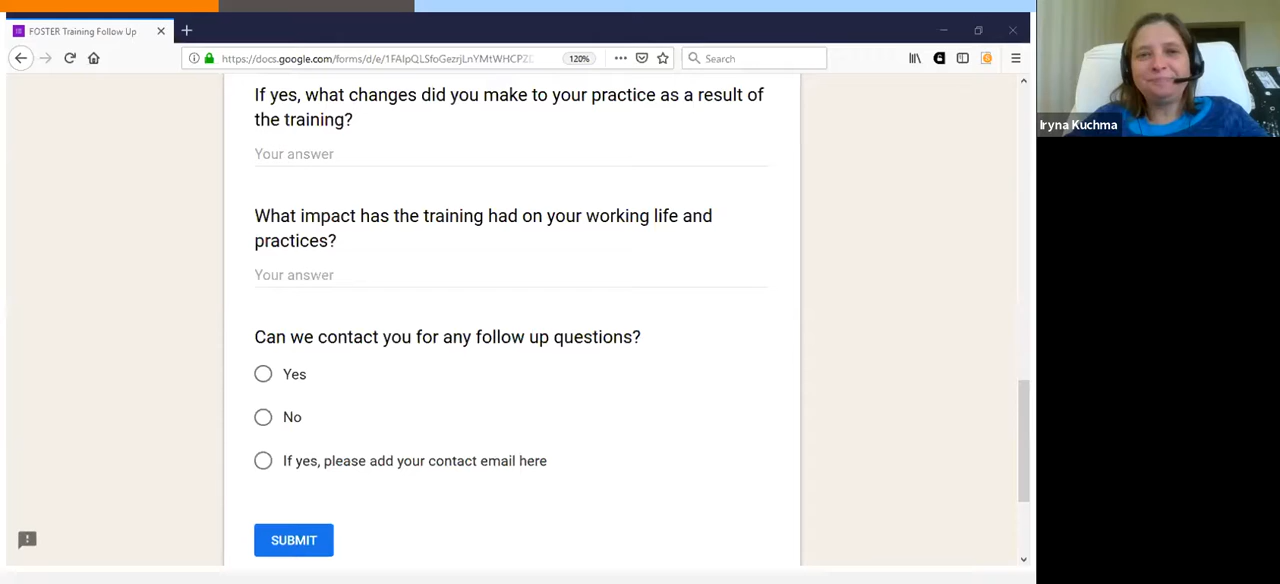 FOSTER Training Follow Up
https://docs.google.com/forms/d/e/1FAIpQLSfoGezrjLnYMtWHCPZ
120%
Search
Iryna Kuchma
If yes, what changes did you make to your practice as a result of
the training?
Your answer
What impact has the training had on your working life and
practices?
Your answer
Can we contact you for any follow up questions?
Yes
No
If yes, please add your contact email here
SUBMIT